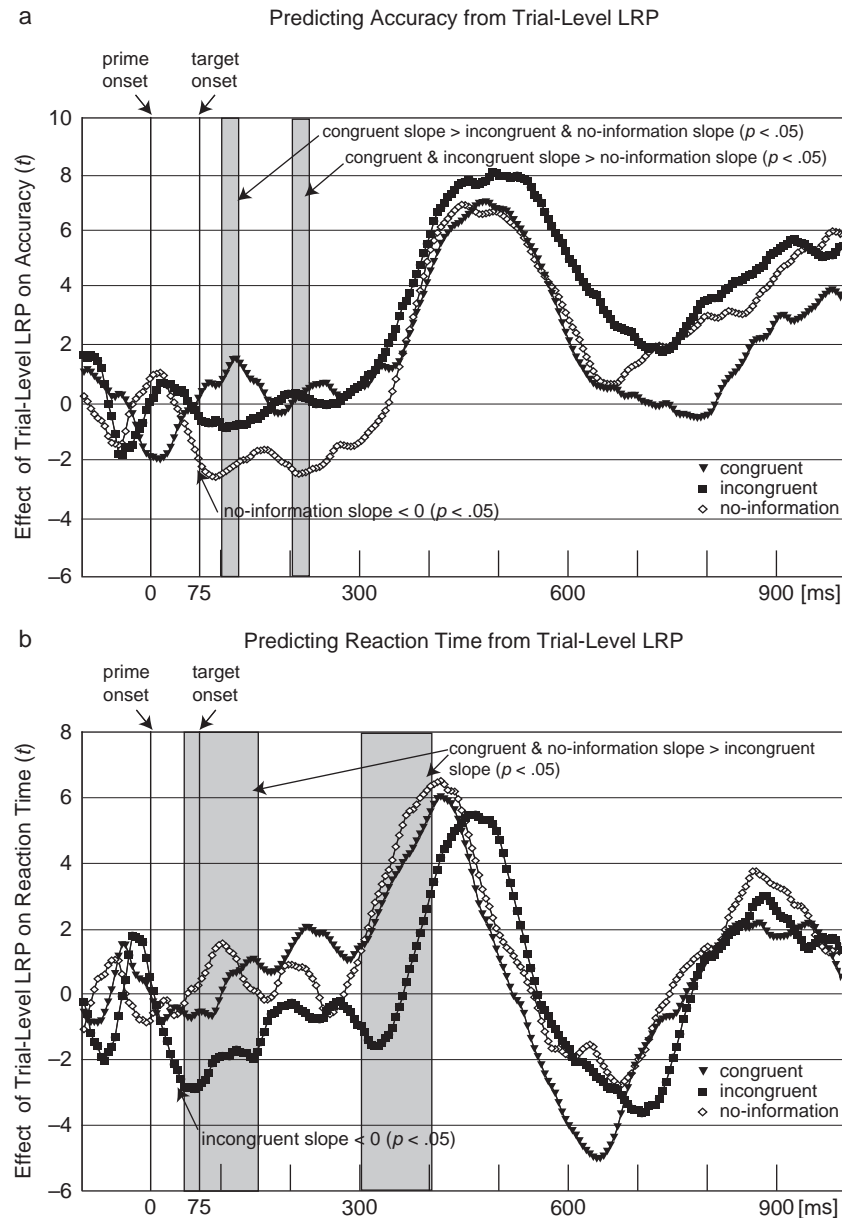 a
Predicting Accuracy from Trial-Level LRP
prime onset
target onset
Effect of Trial-Level LRP on Accuracy (t)
10
8
6
4
2
0
–2
–4
–6
congruent slope > incongruent & no-information slope (p < .05)
congruent & incongruent slope > no-information slope (p < .05)
no-information slope < 0 (p < .05)
congruent
incongruent
no-information
0 75 300 600 900 [ms]
b
Predicting Reaction Time from Trial-Level LRP
prime onset
target onset
Effect of Trial-Level LRP on Reaction Time (t)
8
6
4
2
0
–2
–4
–6
congruent & no-information slope > incongruent
slope (p < .05)
incongruent slope < 0 (p < .05)
congruent
incongruent
no-information
0 75 300 600 900 [ms]